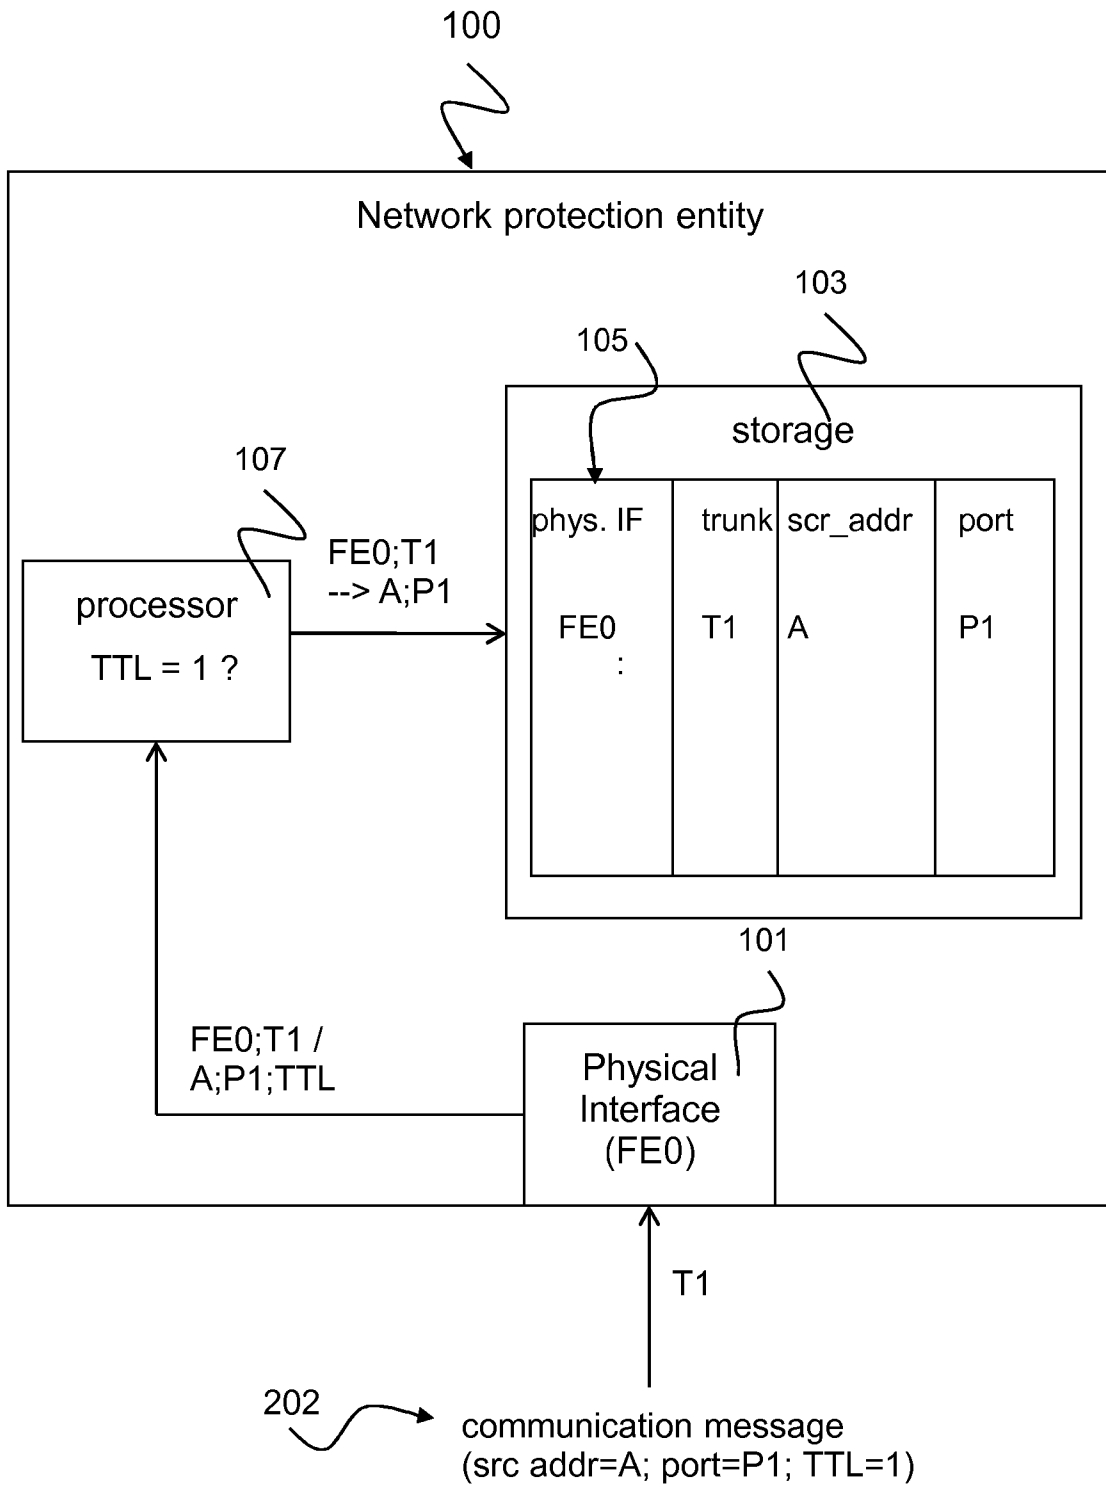 100
Network protection entity
103
105
storage
107
phys. IF trunk scr_addr port
FE0;T1
--> A;P1
processor
TTL = 1 ?
FE0 T1 A P1
:
101
FE0;T1 /
A;P1;TTL
Physical
Interface
(FE0)
T1
202
communication message
(src addr=A; port=P1; TTL=1)